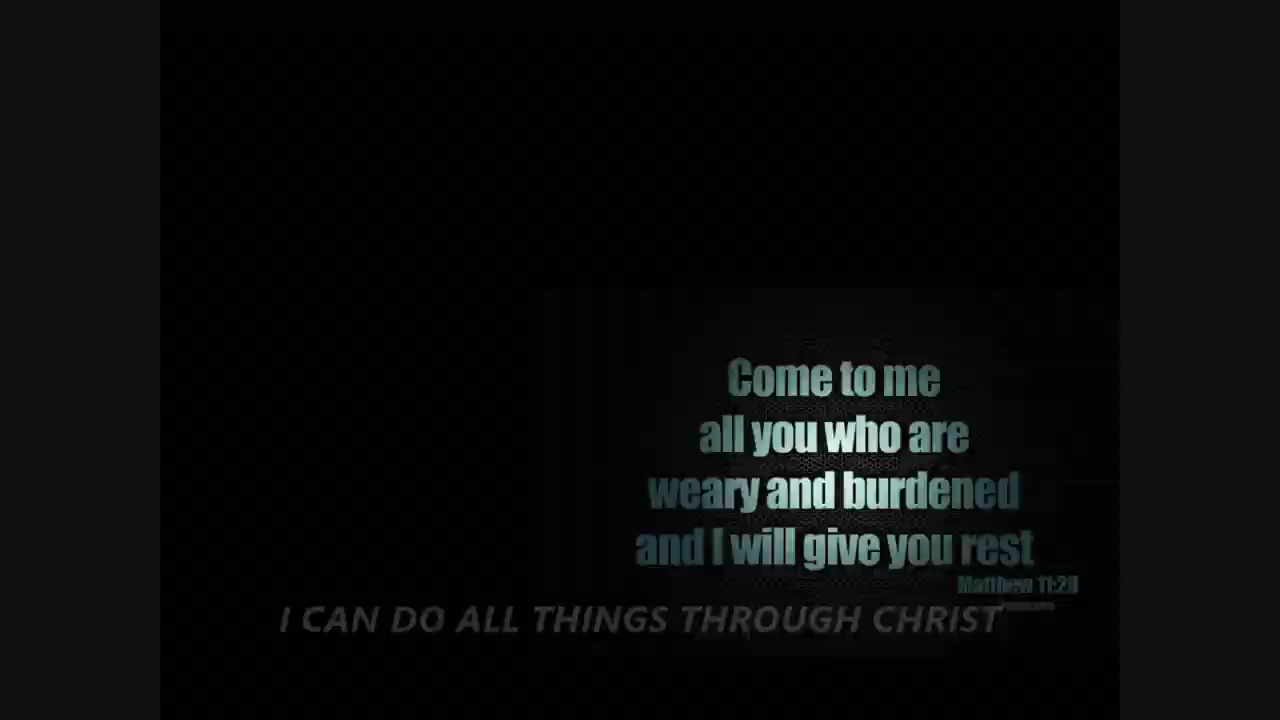 Come to me
all you who are
weary and burdened
and I will give you rest
Matthew 11:28
I CAN DO ALL THINGS THROUGH CHRIST